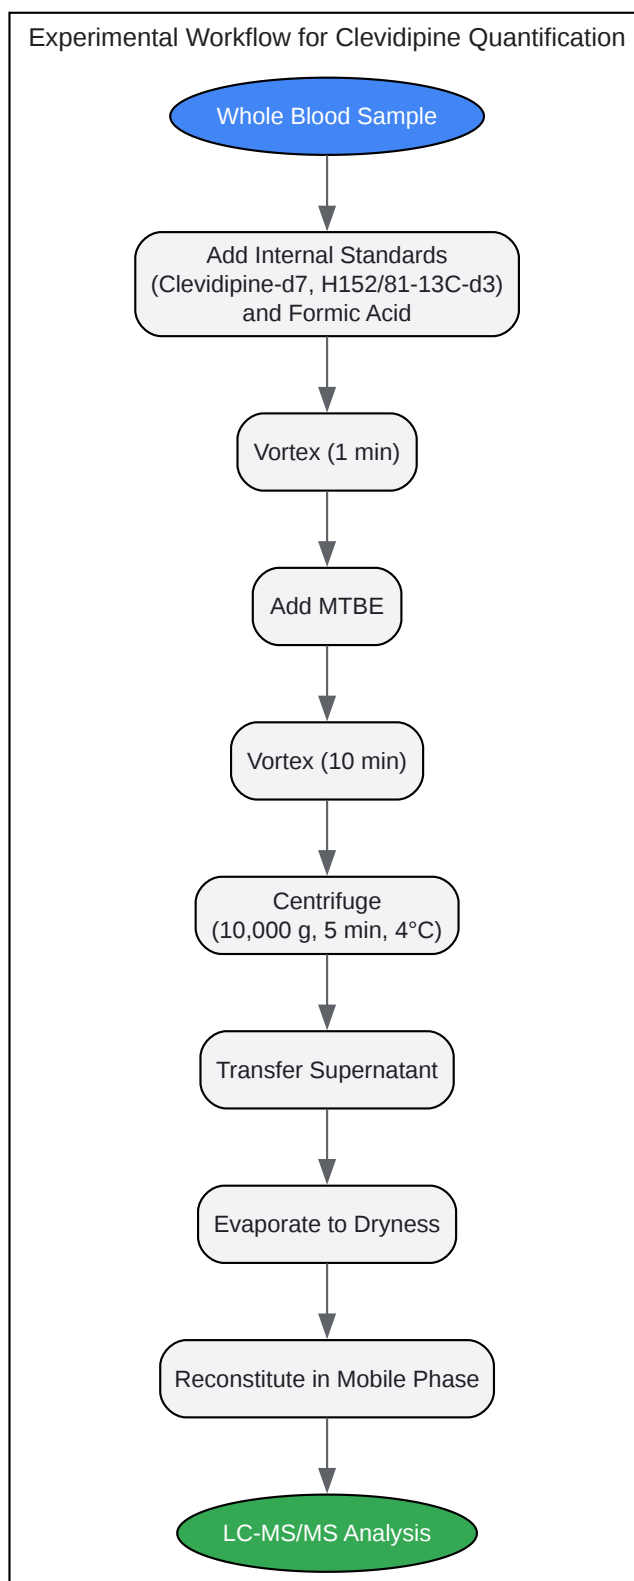 Experimental Workflow for Clevidipine Quantification
Whole Blood Sample
Add Internal Standards
(Clevidipine-d7, H152/81-13C-d3)
and Formic Acid
Vortex (1 min)
Add MTBE
Vortex (10 min)
Centrifuge
(10,000 g, 5 min, 4°C)
Transfer Supernatant
Evaporate to Dryness
Reconstitute in Mobile Phase
LC-MS/MS Analysis